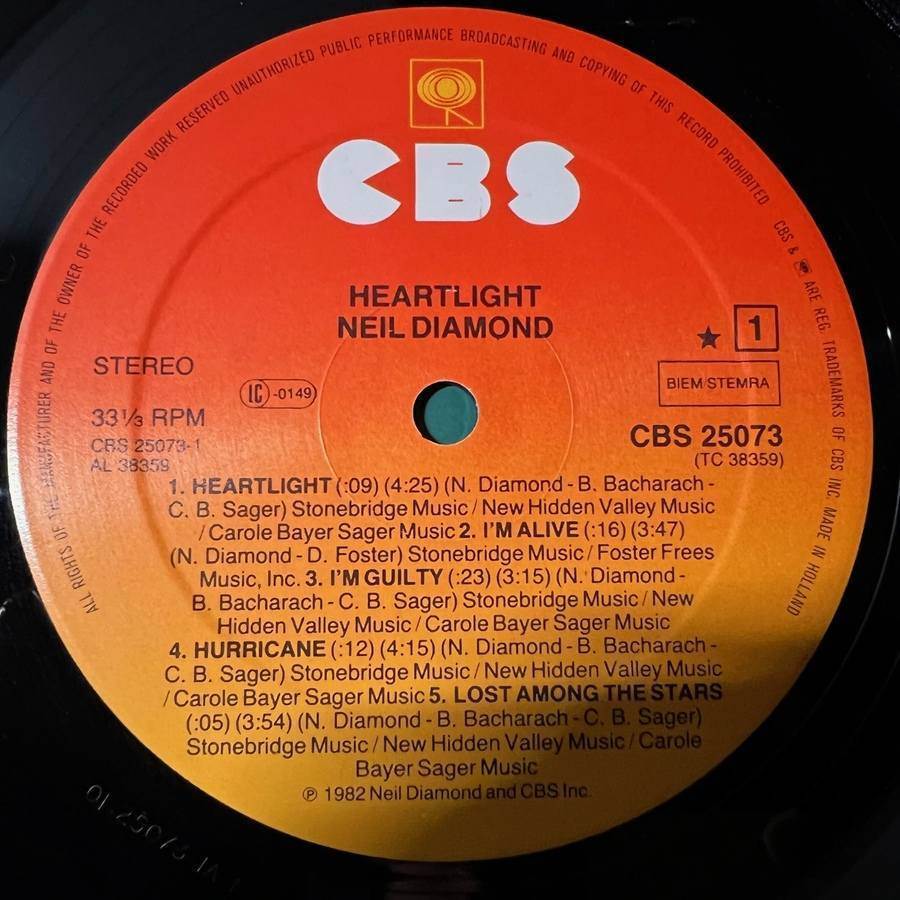 ALL RIGHTS OF THE MANUFACTURER AND OF THE OWNER OF THE RECORDED WORK RESERVED UNAUTHORIZED PUBLIC PERFORMANCE BROADCASTING AND COPYING OF THIS RECORD PROHIBITED
CBS & ARE REG. TRADEMARKS OF CBS INC. MADE IN HOLLAND
CBS
HEARTLIGHT
NEIL DIAMOND
★ 1
STEREO
IC -0149
BIEM/STEMRA
33⅓ RPM
CBS 25073
CBS 25073-1
(TC 38359)
AL 38359
1. HEARTLIGHT (:09) (4:25) (N. Diamond - B. Bacharach -
C. B. Sager) Stonebridge Music / New Hidden Valley Music
/ Carole Bayer Sager Music 2. I'M ALIVE (:16) (3:47)
(N. Diamond - D. Foster) Stonebridge Music / Foster Frees
Music, Inc. 3. I'M GUILTY (:23) (3:15) (N. Diamond -
B. Bacharach - C. B. Sager) Stonebridge Music / New
Hidden Valley Music / Carole Bayer Sager Music
4. HURRICANE (:12) (4:15) (N. Diamond - B. Bacharach -
C. B. Sager) Stonebridge Music / New Hidden Valley Music
/ Carole Bayer Sager Music 5. LOST AMONG THE STARS
(:05) (3:54) (N. Diamond - B. Bacharach - C. B. Sager)
Stonebridge Music / New Hidden Valley Music / Carole
Bayer Sager Music
℗ 1982 Neil Diamond and CBS Inc.